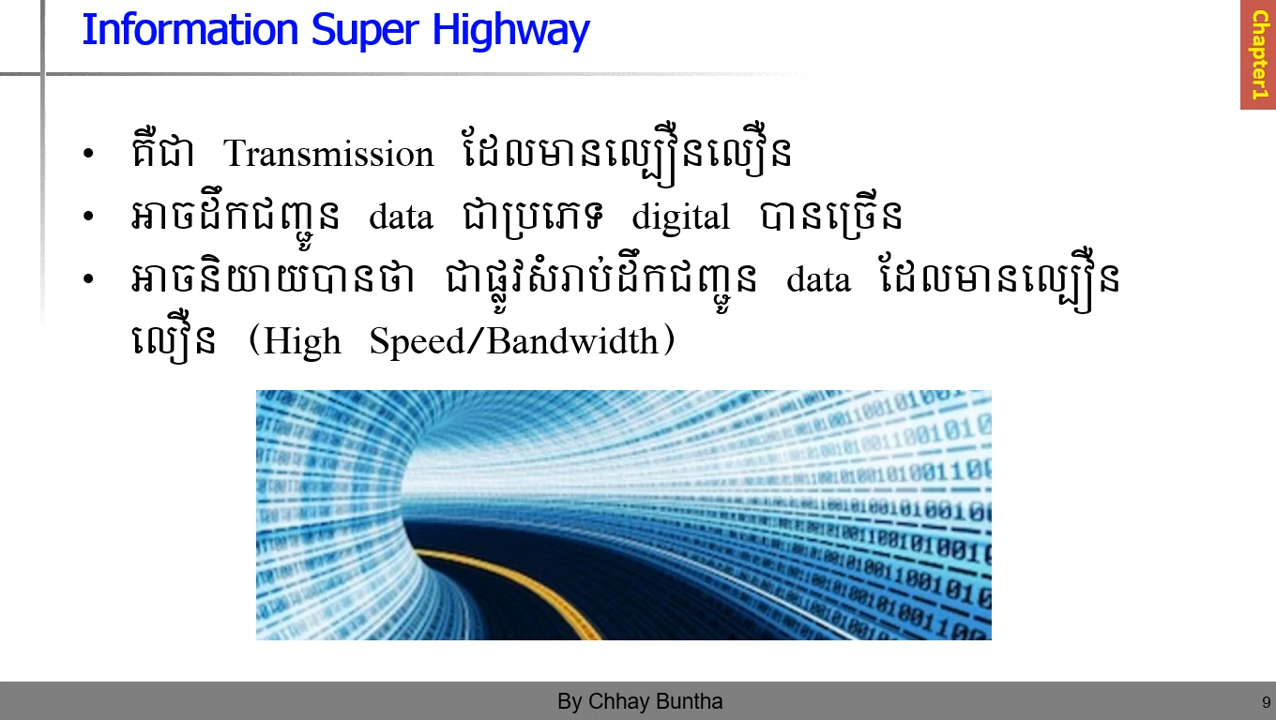 Information Super Highway
Chapter1
• គឺជា Transmission ដែលមានល្បឿនលឿន
• អាចដឹកជញ្ជូន data ជាប្រភេទ digital បានច្រើន
• អាចនិយាយបានថា ជាផ្លូវសំរាប់ដឹកជញ្ជូន data ដែលមានល្បឿន
លឿន (High Speed/Bandwidth)
By Chhay Buntha
9